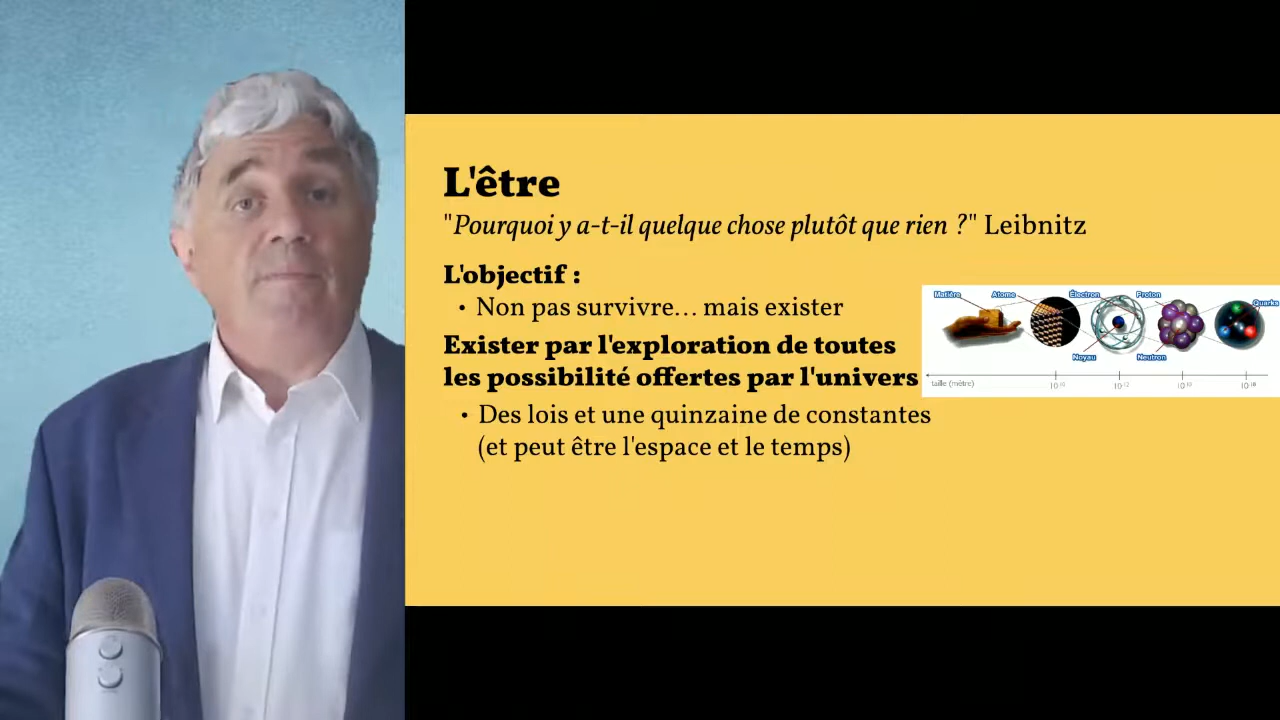 L'être
"Pourquoi y a-t-il quelque chose plutôt que rien ?" Leibnitz
L'objectif :
• Non pas survivre... mais exister
Exister par l'exploration de toutes
les possibilité offertes par l'univers
• Des lois et une quinzaine de constantes
(et peut être l'espace et le temps)
Matière Atome Électron Proton Quarks
Noyau Neutron
taille (mètre)